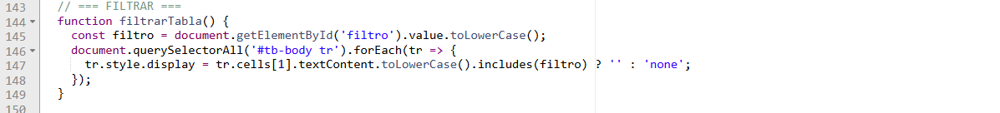 143 // === FILTRAR ===
144 function filtrarTabla() {
145 const filtro = document.getElementById('filtro').value.toLowerCase();
146 document.querySelectorAll('#tb-body tr').forEach(tr => {
147 tr.style.display = tr.cells[1].textContent.toLowerCase().includes(filtro) ? '' : 'none';
148 });
149 }
150